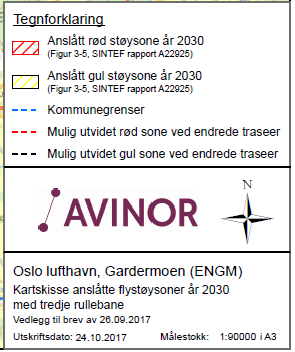 Tegnforklaring
Anslått rød støysone år 2030
(Figur 3-5, SINTEF rapport A22925)
Anslått gul støysone år 2030
(Figur 3-5, SINTEF rapport A22925)
Kommunegrenser
Mulig utvidet rød sone ved endrede traseer
Mulig utvidet gul sone ved endrede traseer
AVINOR
N
Oslo lufthavn, Gardermoen (ENGM)
Kartskisse anslåtte flystøysoner år 2030
med tredje rullebane
Vedlegg til brev av 26.09.2017
Utskriftsdato: 24.10.2017 Målestokk: 1:90000 i A3